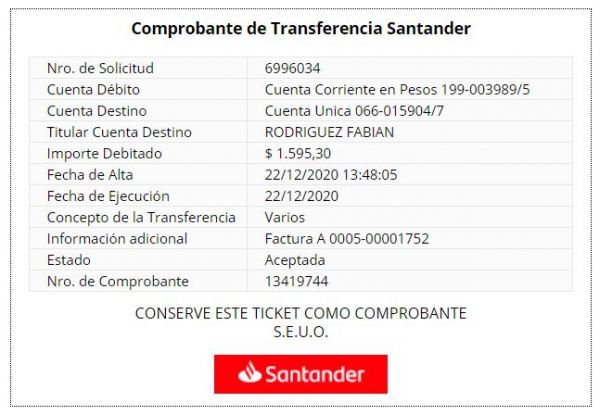 Comprobante de Transferencia Santander
Nro. de Solicitud 6996034
Cuenta Débito Cuenta Corriente en Pesos 199-003989/5
Cuenta Destino Cuenta Unica 066-015904/7
Titular Cuenta Destino RODRIGUEZ FABIAN
Importe Debitado $ 1.595,30
Fecha de Alta 22/12/2020 13:48:05
Fecha de Ejecución 22/12/2020
Concepto de la Transferencia Varios
Información adicional Factura A 0005-00001752
Estado Aceptada
Nro. de Comprobante 13419744
CONSERVE ESTE TICKET COMO COMPROBANTE
S.E.U.O.
Santander